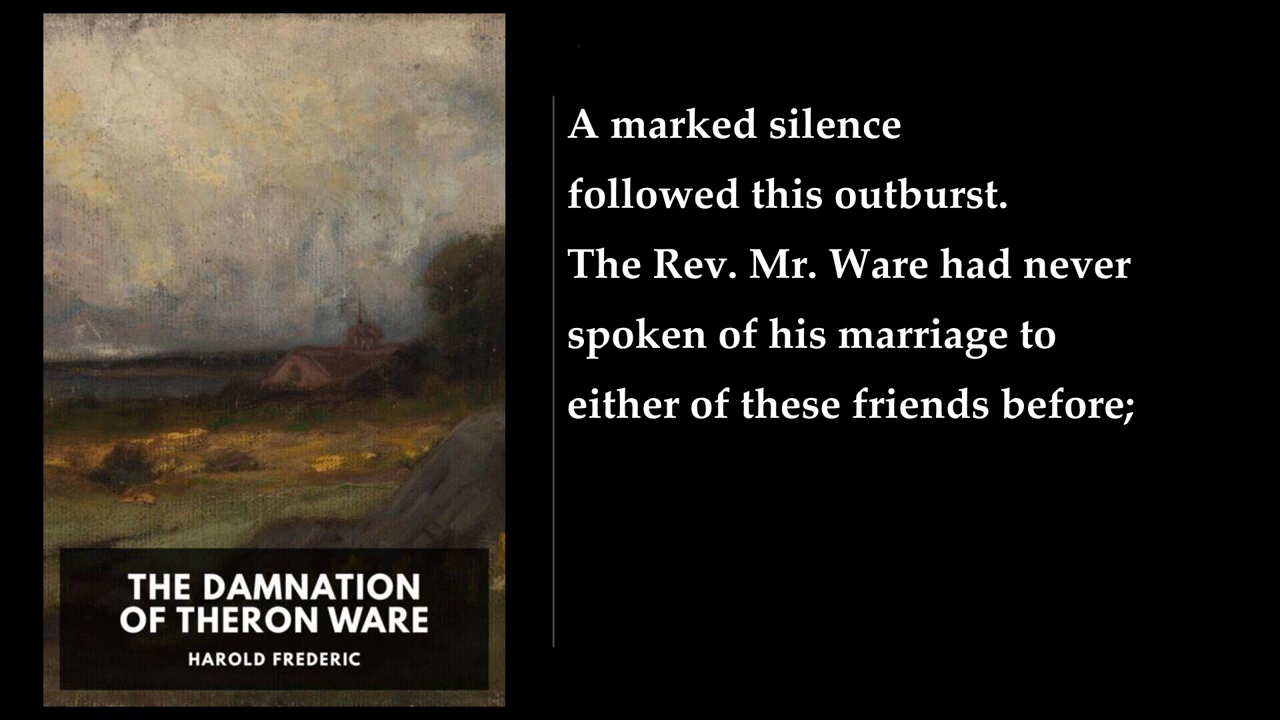 THE DAMNATION
OF THERON WARE
HAROLD FREDERIC
A marked silence
followed this outburst.
The Rev. Mr. Ware had never
spoken of his marriage to
either of these friends before;